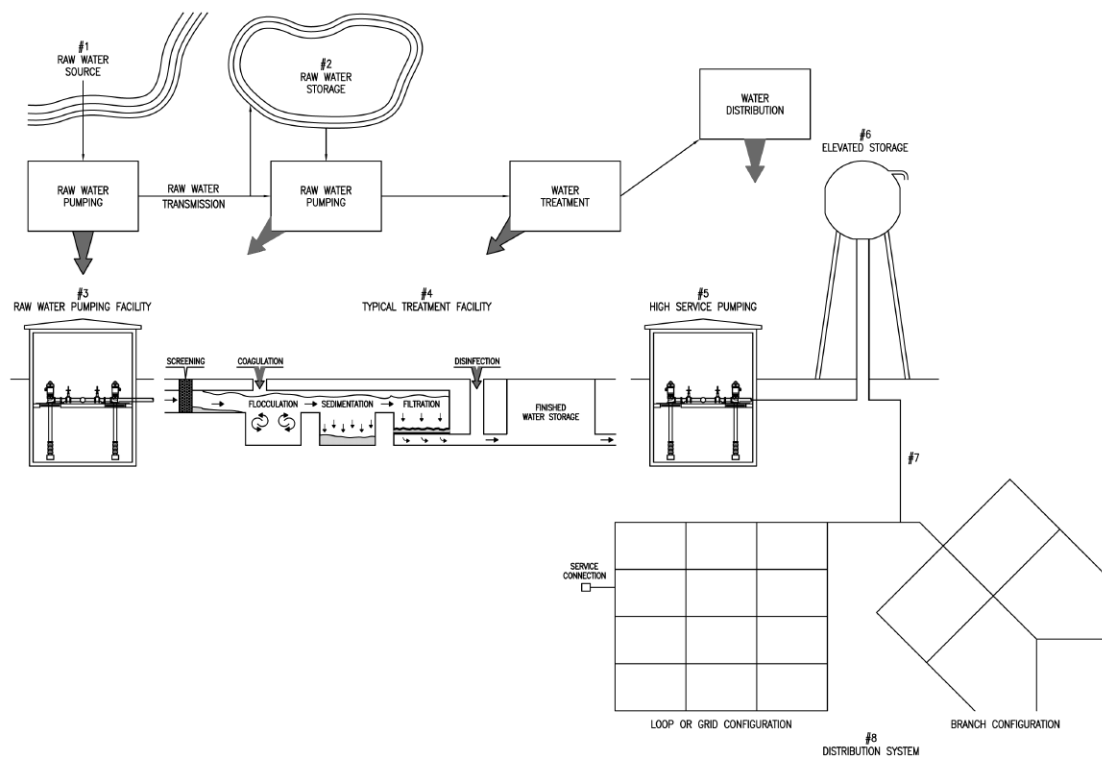 #1
RAW WATER
SOURCE
#2
RAW WATER
STORAGE
WATER
DISTRIBUTION
#6
ELEVATED STORAGE
RAW WATER
PUMPING
RAW WATER
TRANSMISSION
RAW WATER
PUMPING
WATER
TREATMENT
#3
RAW WATER PUMPING FACILITY
#4
TYPICAL TREATMENT FACILITY
#5
HIGH SERVICE PUMPING
SCREENING
COAGULATION
DISINFECTION
FLOCCULATION
SEDIMENTATION
FILTRATION
FINISHED
WATER STORAGE
#7
SERVICE
CONNECTION
LOOP OR GRID CONFIGURATION
BRANCH CONFIGURATION
#8
DISTRIBUTION SYSTEM